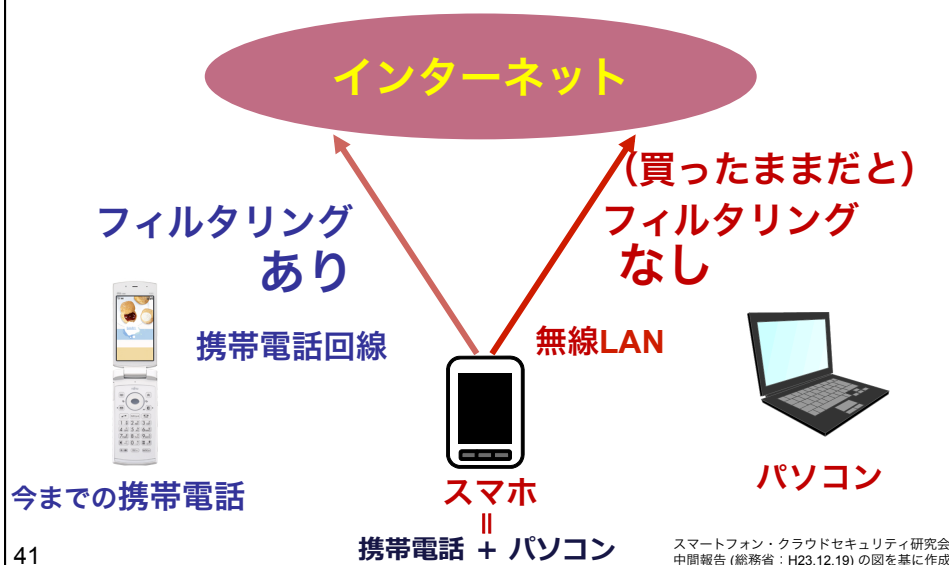 インターネット
（買ったままだと）
フィルタリング
あり
フィルタリング
なし
携帯電話回線
無線LAN
今までの携帯電話
スマホ
＝
携帯電話 + パソコン
パソコン
41
スマートフォン・クラウドセキュリティ研究会
中間報告 (総務省：H23.12.19) の図を基に作成